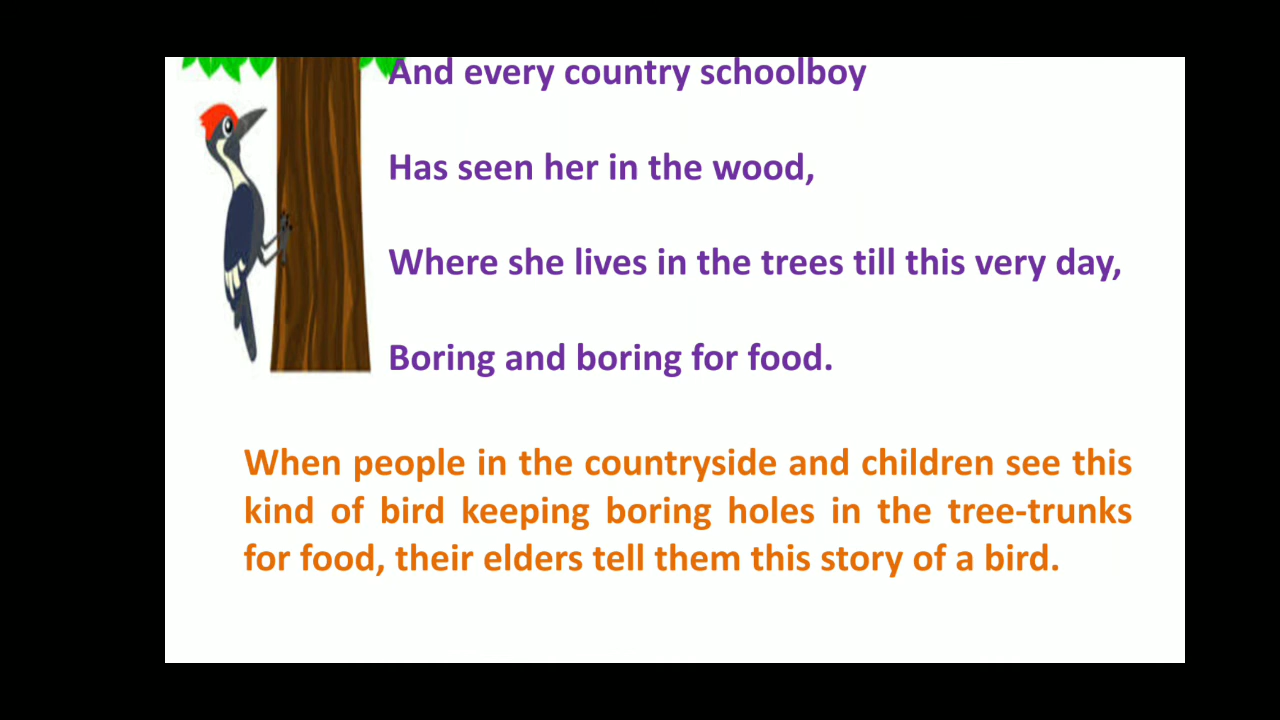 And every country schoolboy
Has seen her in the wood,
Where she lives in the trees till this very day,
Boring and boring for food.
When people in the countryside and children see this
kind of bird keeping boring holes in the tree-trunks
for food, their elders tell them this story of a bird.